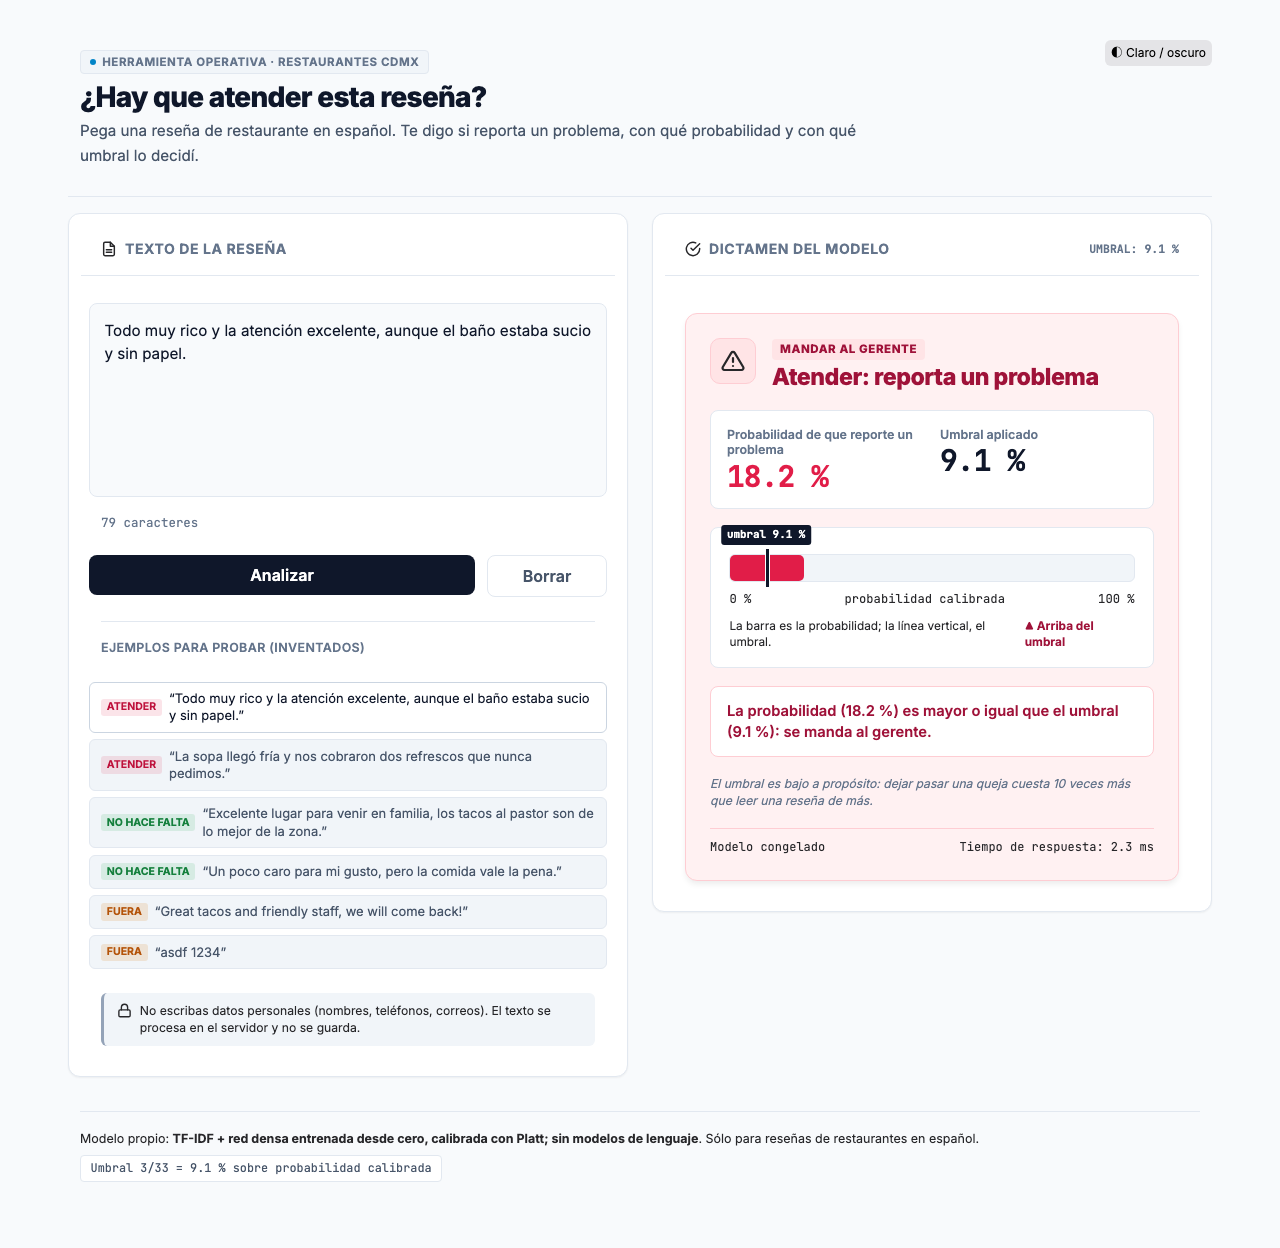 HERRAMIENTA OPERATIVA · RESTAURANTES CDMX
Claro / oscuro
¿Hay que atender esta reseña?
Pega una reseña de restaurante en español. Te digo si reporta un problema, con qué probabilidad y con qué
umbral lo decidí.
TEXTO DE LA RESEÑA
Todo muy rico y la atención excelente, aunque el baño estaba sucio
y sin papel.
79 caracteres
Analizar
Borrar
EJEMPLOS PARA PROBAR (INVENTADOS)
ATENDER
“Todo muy rico y la atención excelente, aunque el baño estaba sucio
y sin papel.”
ATENDER
“La sopa llegó fría y nos cobraron dos refrescos que nunca
pedimos.”
NO HACE FALTA
“Excelente lugar para venir en familia, los tacos al pastor son de
lo mejor de la zona.”
NO HACE FALTA
“Un poco caro para mi gusto, pero la comida vale la pena.”
FUERA
“Great tacos and friendly staff, we will come back!”
FUERA
“asdf 1234”
No escribas datos personales (nombres, teléfonos, correos). El texto se
procesa en el servidor y no se guarda.
DICTAMEN DEL MODELO
UMBRAL: 9.1 %
MANDAR AL GERENTE
Atender: reporta un problema
Probabilidad de que reporte un
problema
18.2 %
Umbral aplicado
9.1 %
umbral 9.1 %
0 %
probabilidad calibrada
100 %
La barra es la probabilidad; la línea vertical, el
umbral.
▲ Arriba del
umbral
La probabilidad (18.2 %) es mayor o igual que el umbral
(9.1 %): se manda al gerente.
El umbral es bajo a propósito: dejar pasar una queja cuesta 10 veces más
que leer una reseña de más.
Modelo congelado
Tiempo de respuesta: 2.3 ms
Modelo propio: TF-IDF + red densa entrenada desde cero, calibrada con Platt; sin modelos de lenguaje. Sólo para reseñas de restaurantes en español.
Umbral 3/33 = 9.1 % sobre probabilidad calibrada